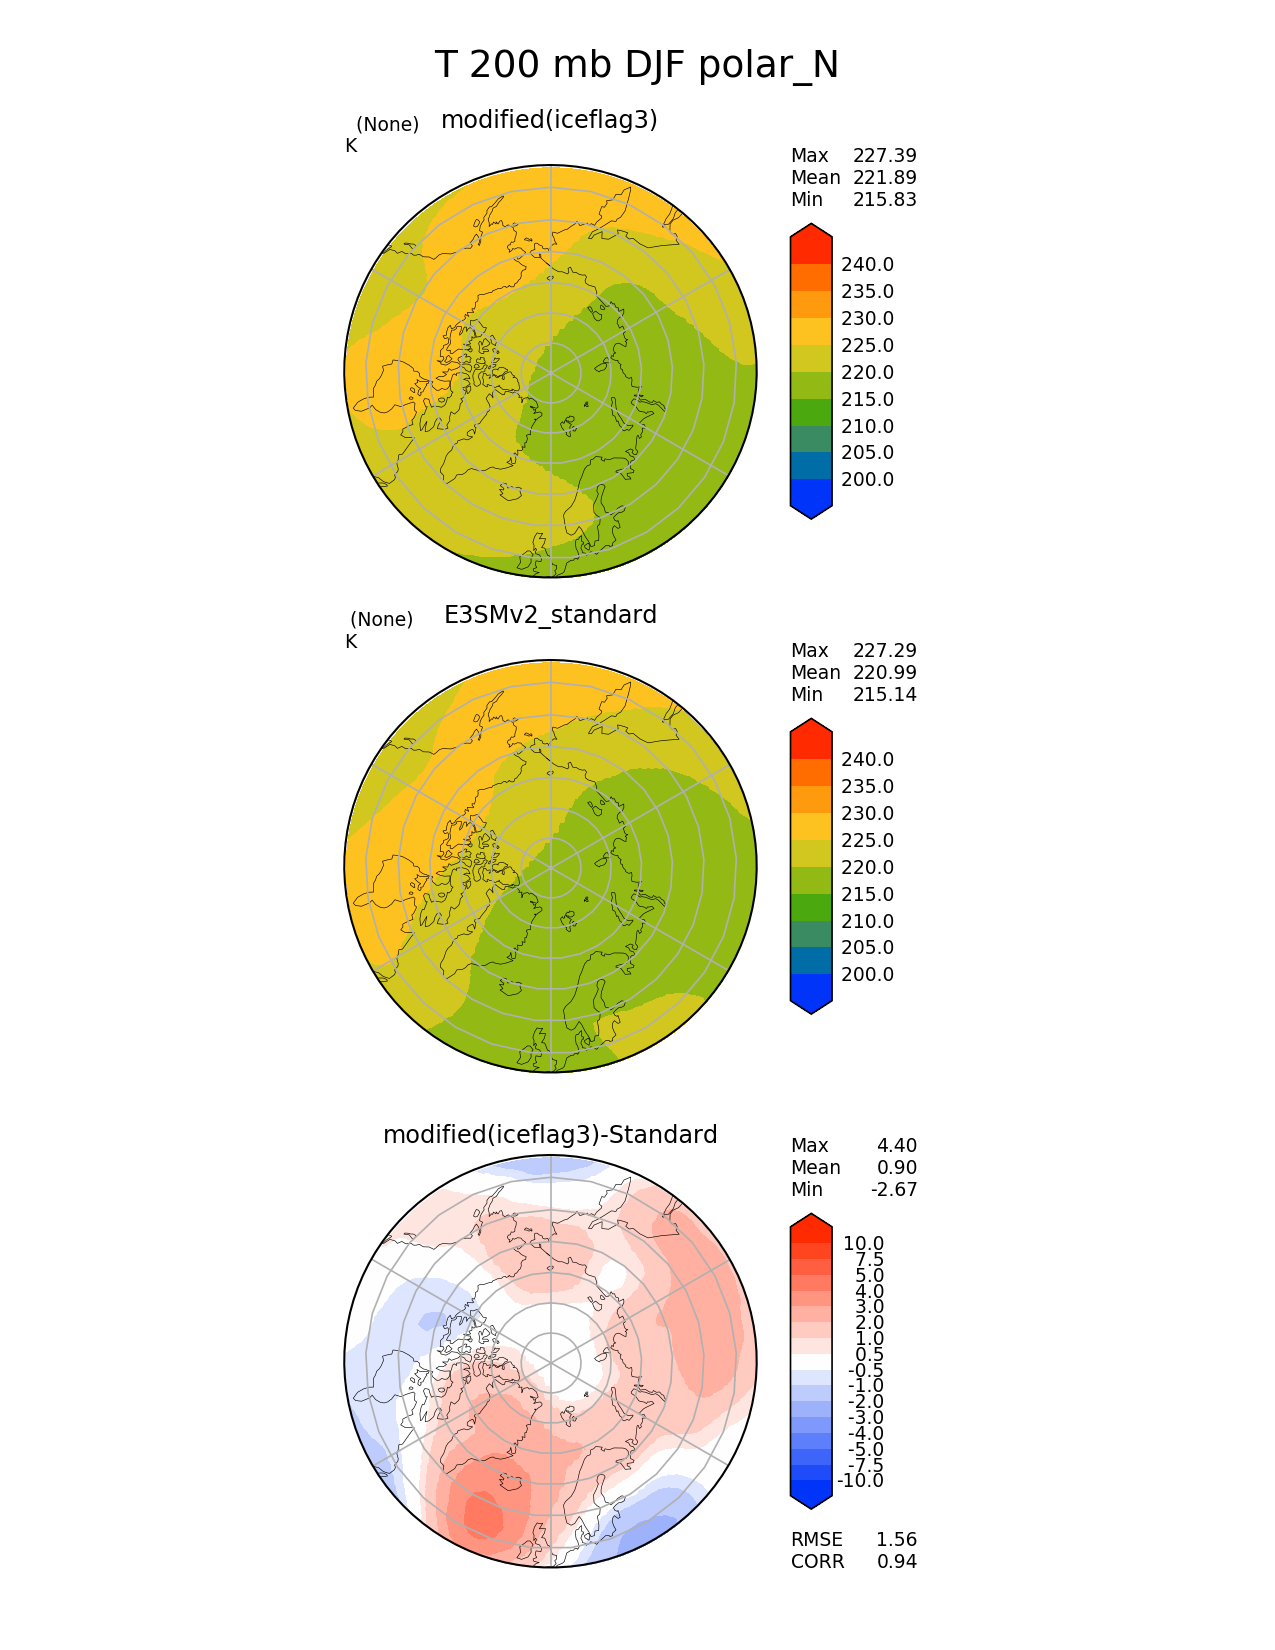 T 200 mb DJF polar_N
(None) modified(iceflag3)
K
Max 227.39
Mean 221.89
Min 215.83
240.0
235.0
230.0
225.0
220.0
215.0
210.0
205.0
200.0
(None) E3SMv2_standard
K
Max 227.29
Mean 220.99
Min 215.14
240.0
235.0
230.0
225.0
220.0
215.0
210.0
205.0
200.0
modified(iceflag3)-Standard
Max 4.40
Mean 0.90
Min -2.67
10.0
7.5
5.0
4.0
3.0
2.0
1.0
0.5
-0.5
-1.0
-2.0
-3.0
-4.0
-5.0
-7.5
-10.0
RMSE 1.56
CORR 0.94